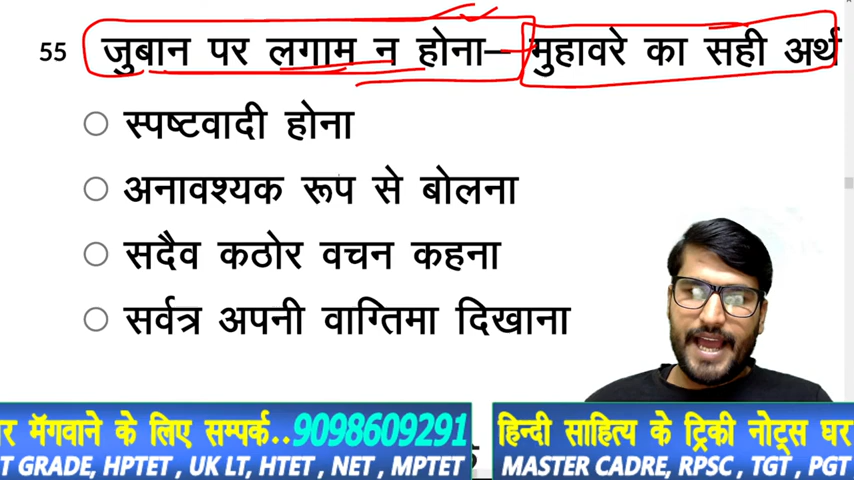 55 जुबान पर लगाम न होना– मुहावरे का सही अर्थ
स्पष्टवादी होना
अनावश्यक रूप से बोलना
सदैव कठोर वचन कहना
सर्वत्र अपनी वाग्तिमा दिखाना
र मॅगवाने के लिए सम्पर्क..9098609291
हिन्दी साहित्य के ट्रिकी नोट्स घर
T GRADE, HPTET , UK LT, HTET , NET , MPTET
MASTER CADRE, RPSC , TGT , PGT